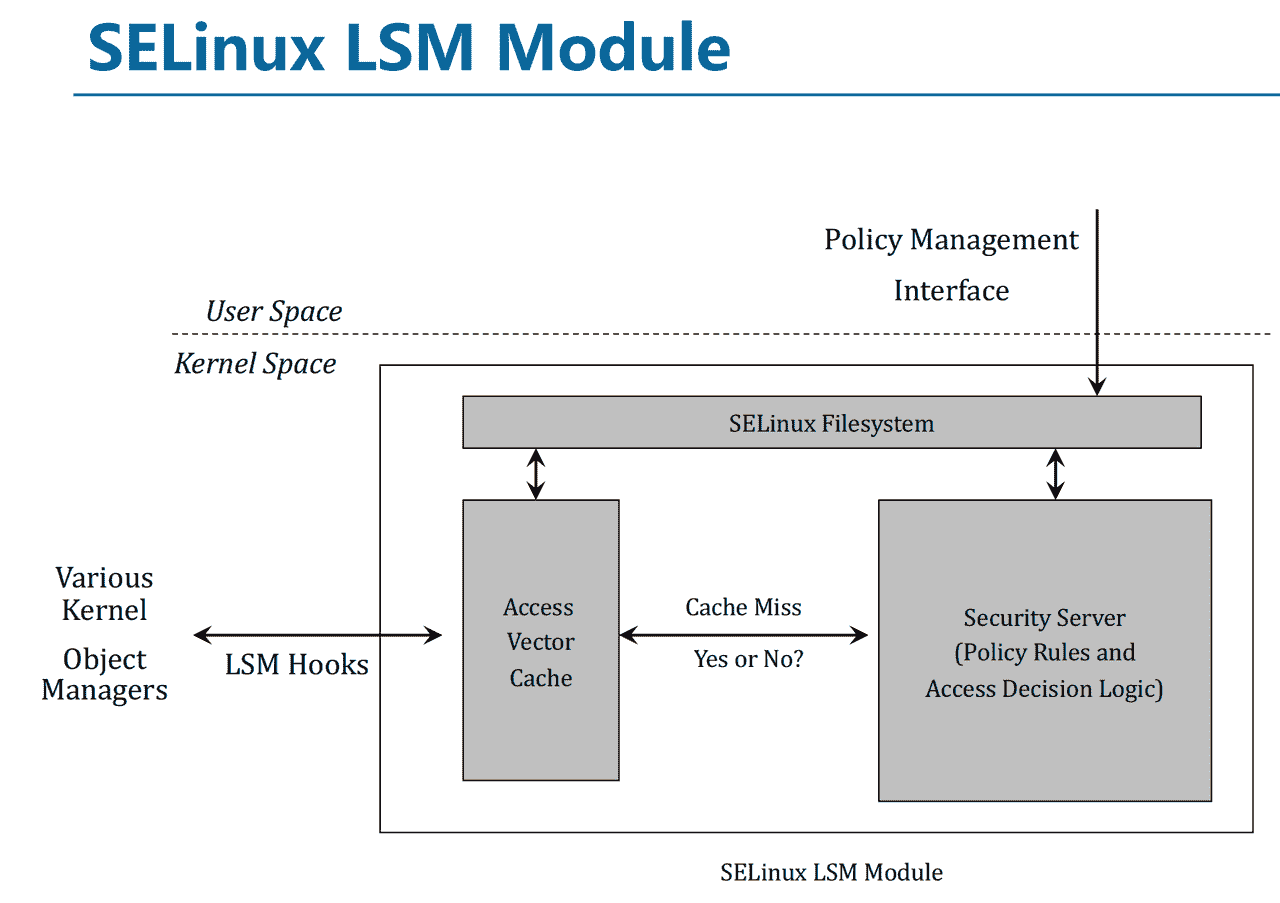 SELinux LSM Module
Policy Management
Interface
User Space
Kernel Space
SELinux Filesystem
Various
Kernel
Object
Managers
LSM Hooks
Access
Vector
Cache
Cache Miss
Yes or No?
Security Server
(Policy Rules and
Access Decision Logic)
SELinux LSM Module